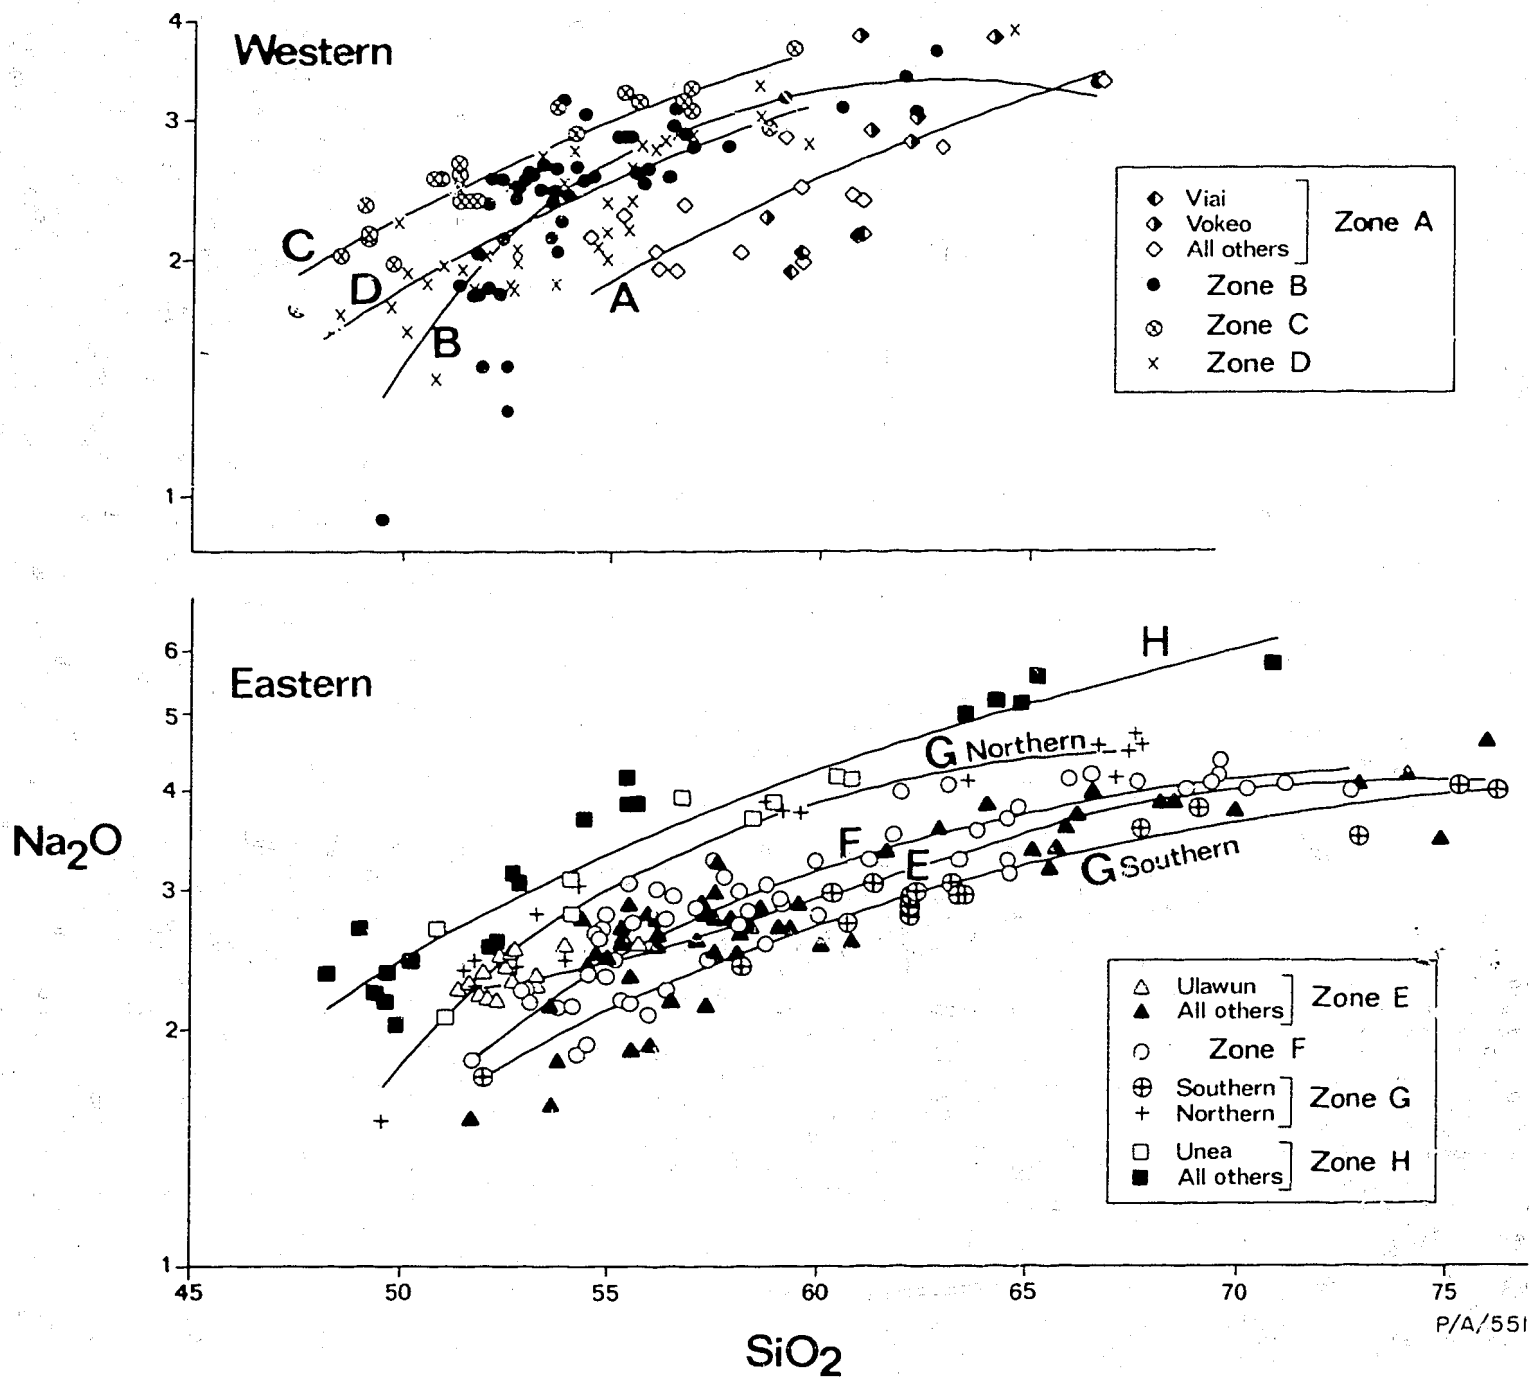 4
Western
3
2
1
C
D
B
A
Viai
Vokeo
All others
Zone A
Zone B
Zone C
Zone D
6
Eastern
5
4
3
2
1
H
G Northern
F
E
G Southern
Na2O
Ulawun
All others
Zone E
Zone F
Southern
Northern
Zone G
Unea
All others
Zone H
45 50 55 60 65 70 75
P/A/551
SiO2